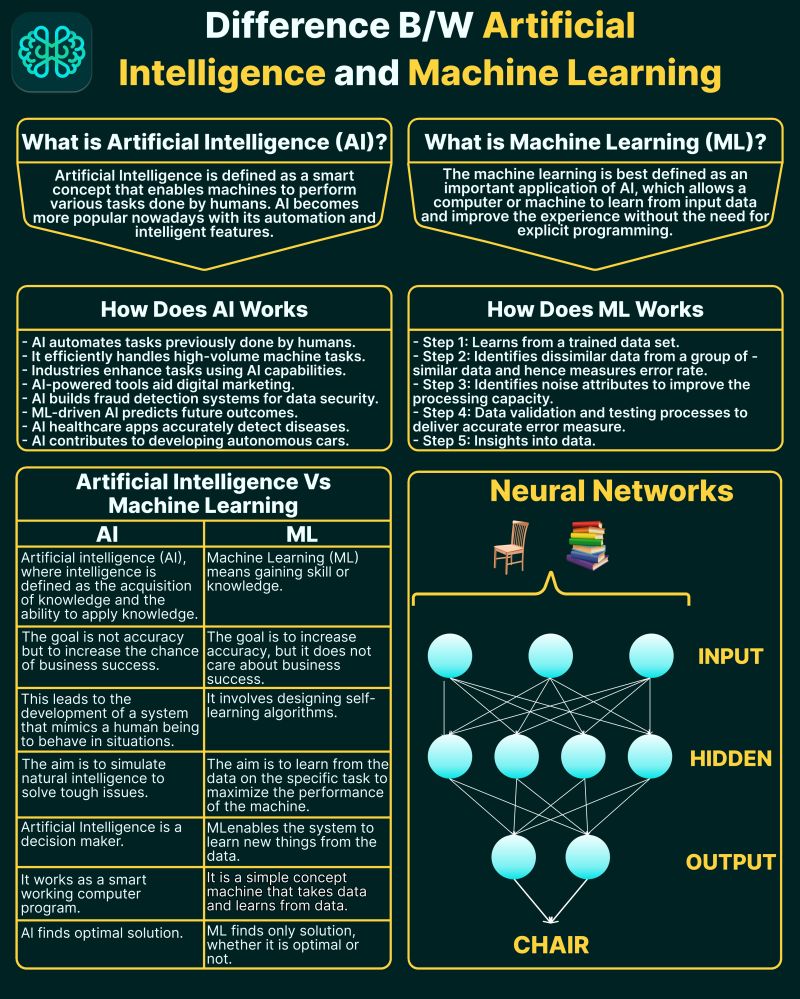 Difference B/W Artificial
Intelligence and Machine Learning
What is Artificial Intelligence (AI)?
Artificial Intelligence is defined as a smart
concept that enables machines to perform
various tasks done by humans. AI becomes
more popular nowadays with its automation and
intelligent features.
What is Machine Learning (ML)?
The machine learning is best defined as an
important application of AI, which allows a
computer or machine to learn from input data
and improve the experience without the need for
explicit programming.
How Does AI Works
- AI automates tasks previously done by humans.
- It efficiently handles high-volume machine tasks.
- Industries enhance tasks using AI capabilities.
- AI-powered tools aid digital marketing.
- AI builds fraud detection systems for data security.
- ML-driven AI predicts future outcomes.
- AI healthcare apps accurately detect diseases.
- AI contributes to developing autonomous cars.
How Does ML Works
- Step 1: Learns from a trained data set.
- Step 2: Identifies dissimilar data from a group of -
similar data and hence measures error rate.
- Step 3: Identifies noise attributes to improve the
processing capacity.
- Step 4: Data validation and testing processes to
deliver accurate error measure.
- Step 5: Insights into data.
Artificial Intelligence Vs
Machine Learning
AI
ML
Artificial intelligence (AI),
where intelligence is
defined as the acquisition
of knowledge and the
ability to apply knowledge.
Machine Learning (ML)
means gaining skill or
knowledge.
The goal is not accuracy
but to increase the chance
of business success.
The goal is to increase
accuracy, but it does not
care about business
success.
This leads to the
development of a system
that mimics a human being
to behave in situations.
It involves designing self-
learning algorithms.
The aim is to simulate
natural intelligence to
solve tough issues.
The aim is to learn from the
data on the specific task to
maximize the performance
of the machine.
Artificial Intelligence is a
decision maker.
MLenables the system to
learn new things from the
data.
It works as a smart
working computer
program.
It is a simple concept
machine that takes data
and learns from data.
AI finds optimal solution.
ML finds only solution,
whether it is optimal or
not.
Neural Networks
INPUT
HIDDEN
OUTPUT
CHAIR